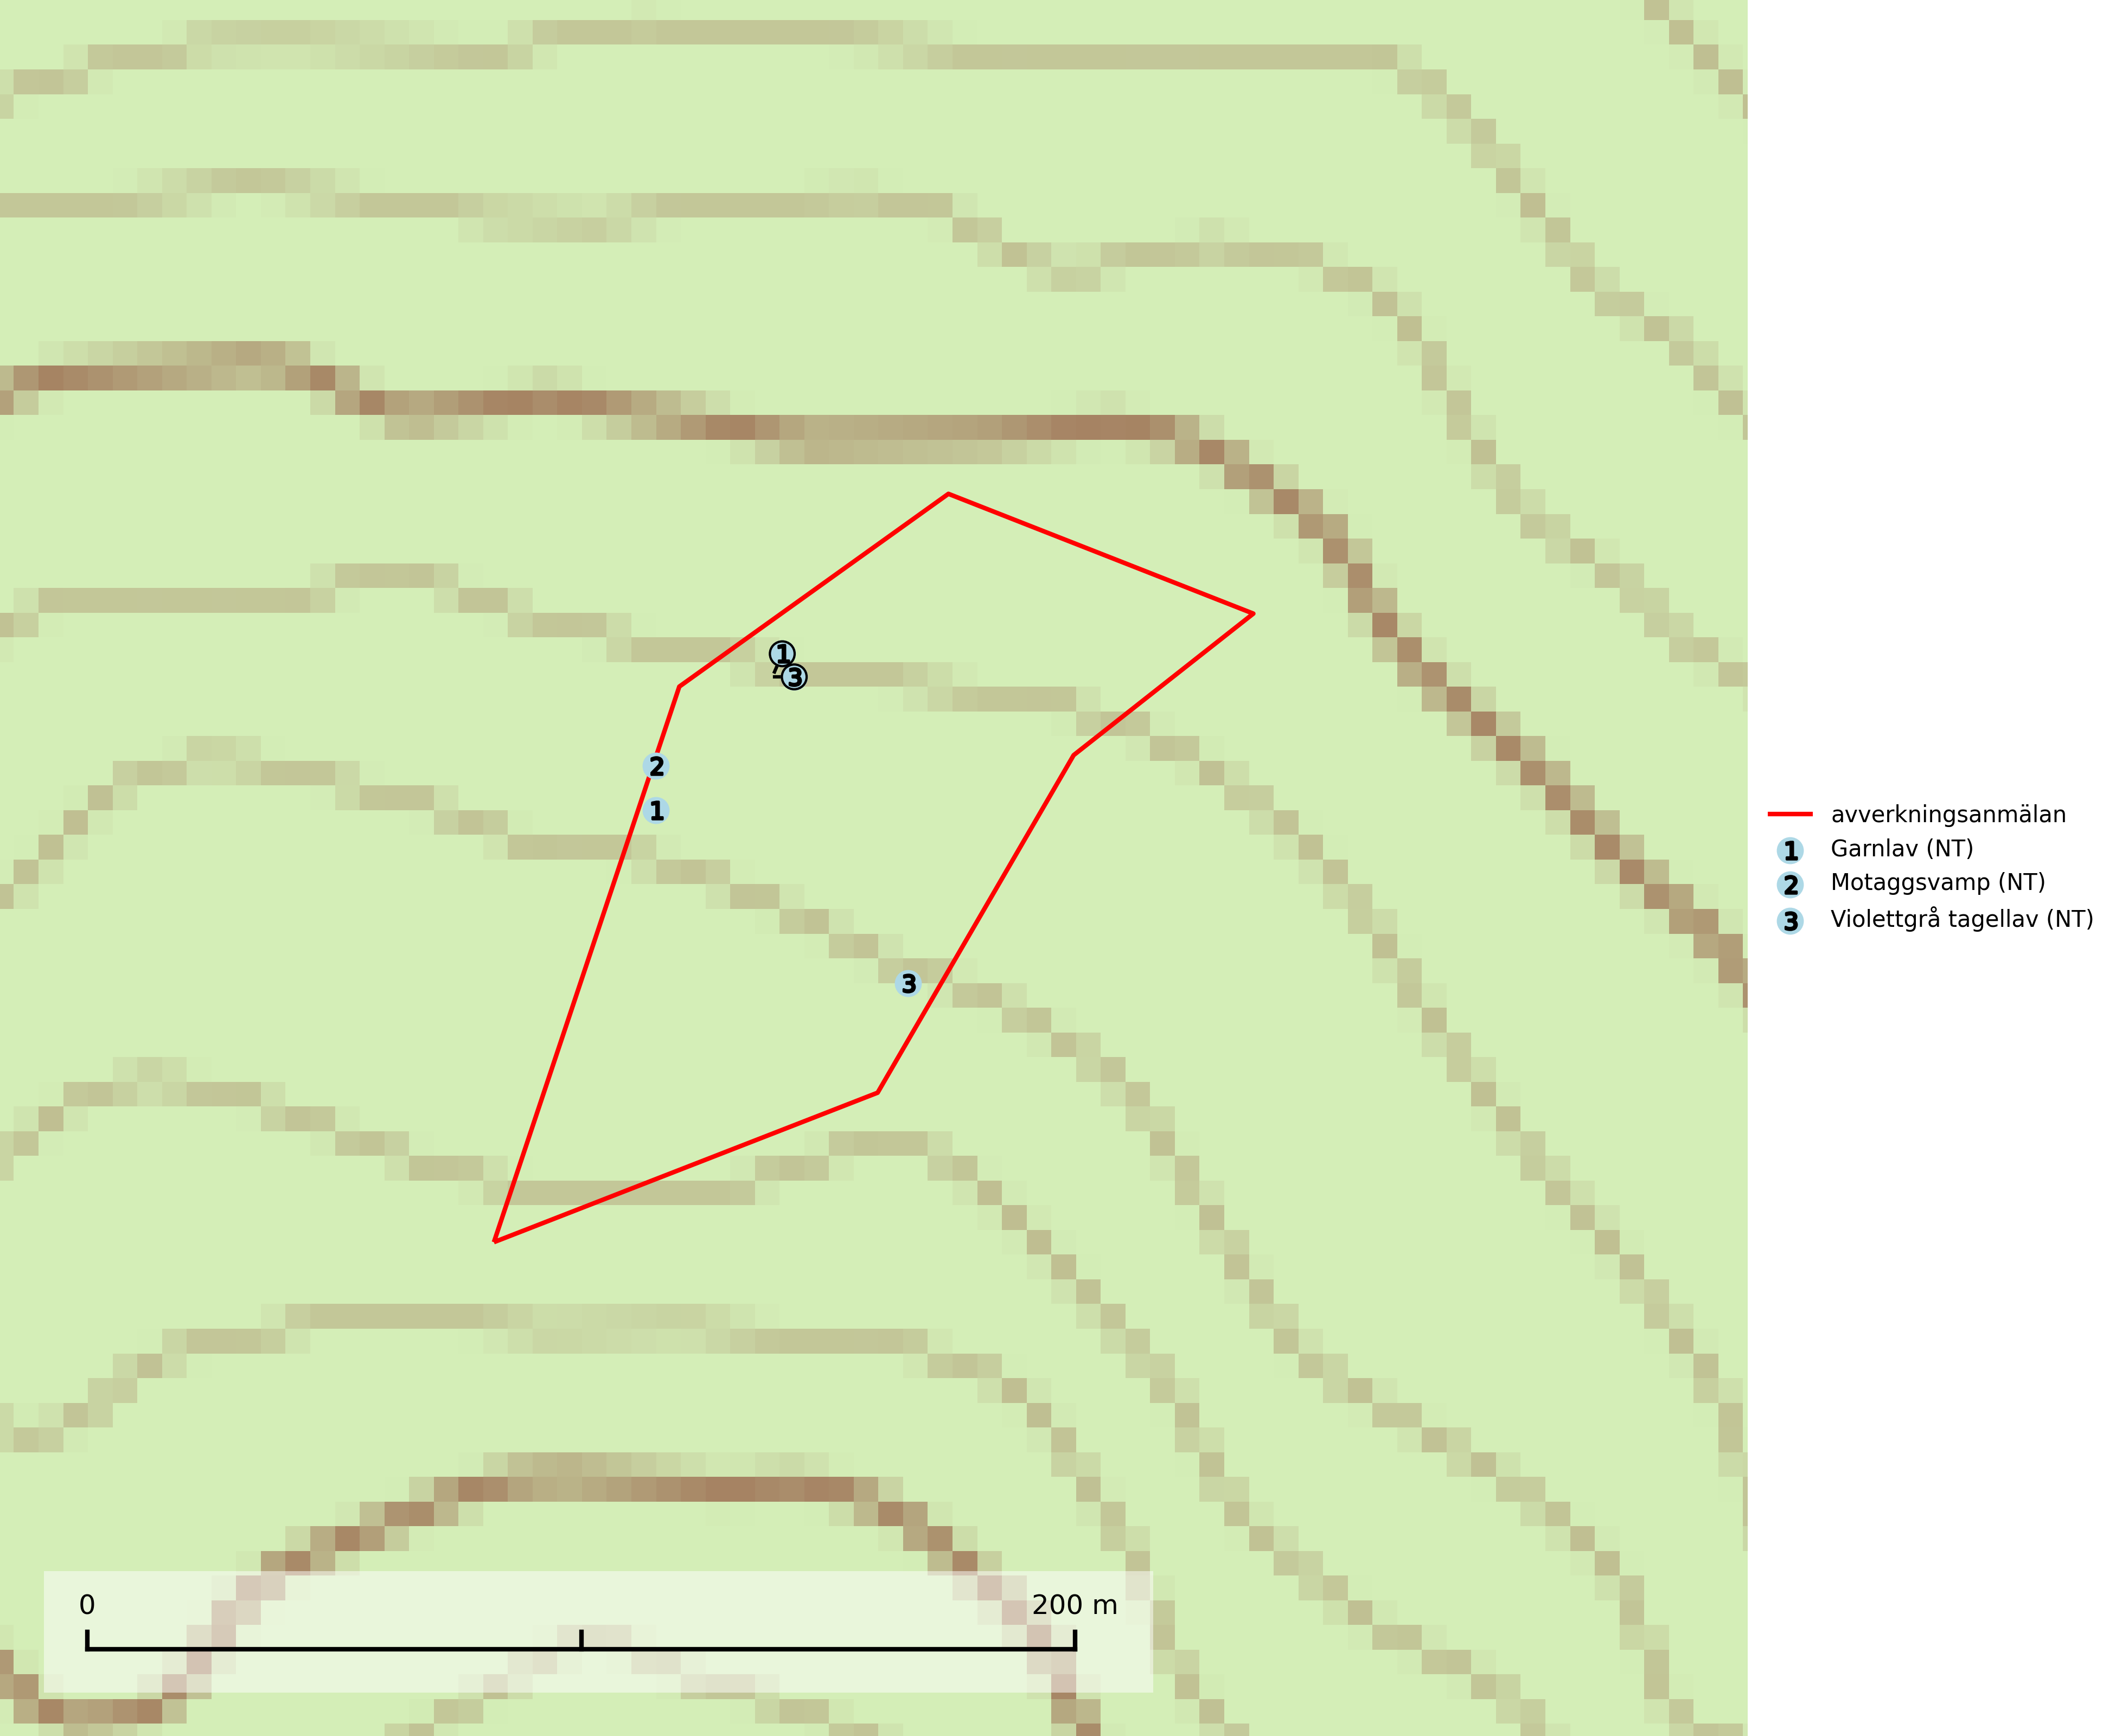 1
3
2
1
3
avverkningsanmälan
1 Garnlav (NT)
2 Motaggsvamp (NT)
3 Violettgrå tagellav (NT)
0 200 m